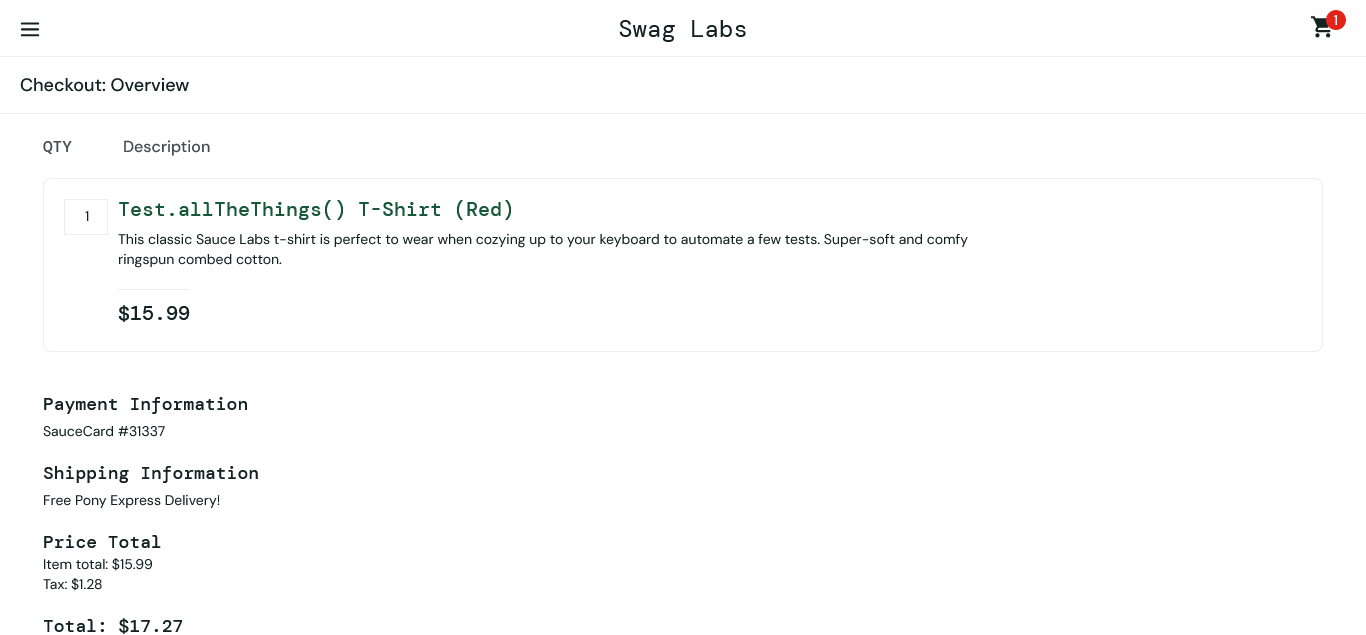 Swag Labs
1
Checkout: Overview
QTY Description
1
Test.allTheThings() T-Shirt (Red)
This classic Sauce Labs t-shirt is perfect to wear when cozying up to your keyboard to automate a few tests. Super-soft and comfy
ringspun combed cotton.
$15.99
Payment Information
SauceCard #31337
Shipping Information
Free Pony Express Delivery!
Price Total
Item total: $15.99
Tax: $1.28
Total: $17.27